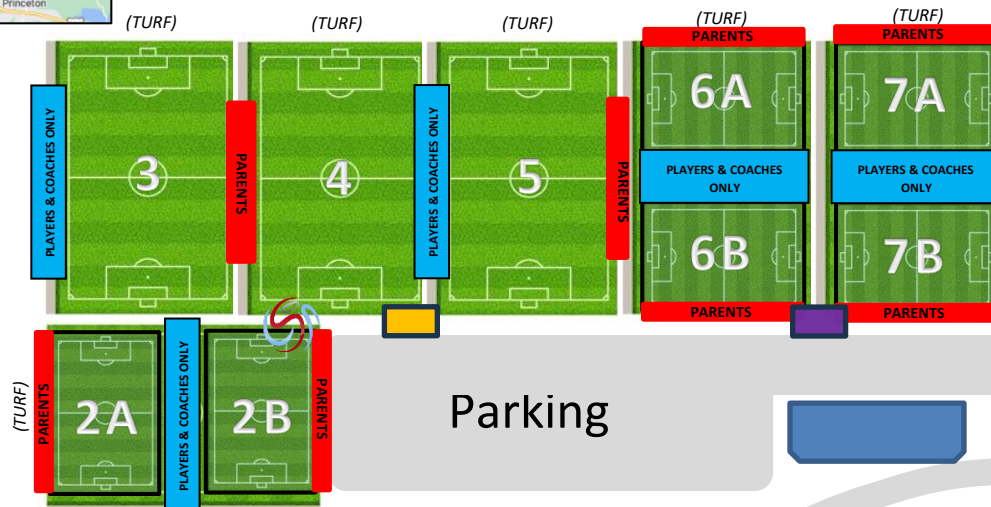 Princeton
(TURF)
(TURF)
(TURF)
(TURF)
(TURF)
PARENTS
PARENTS
PLAYERS & COACHES ONLY
3
PARENTS
4
PLAYERS & COACHES ONLY
5
PARENTS
6A
7A
PLAYERS & COACHES
ONLY
PLAYERS & COACHES
ONLY
6B
7B
PARENTS
PARENTS
(TURF)
PARENTS
2A
PLAYERS & COACHES ONLY
2B
PARENTS
Parking